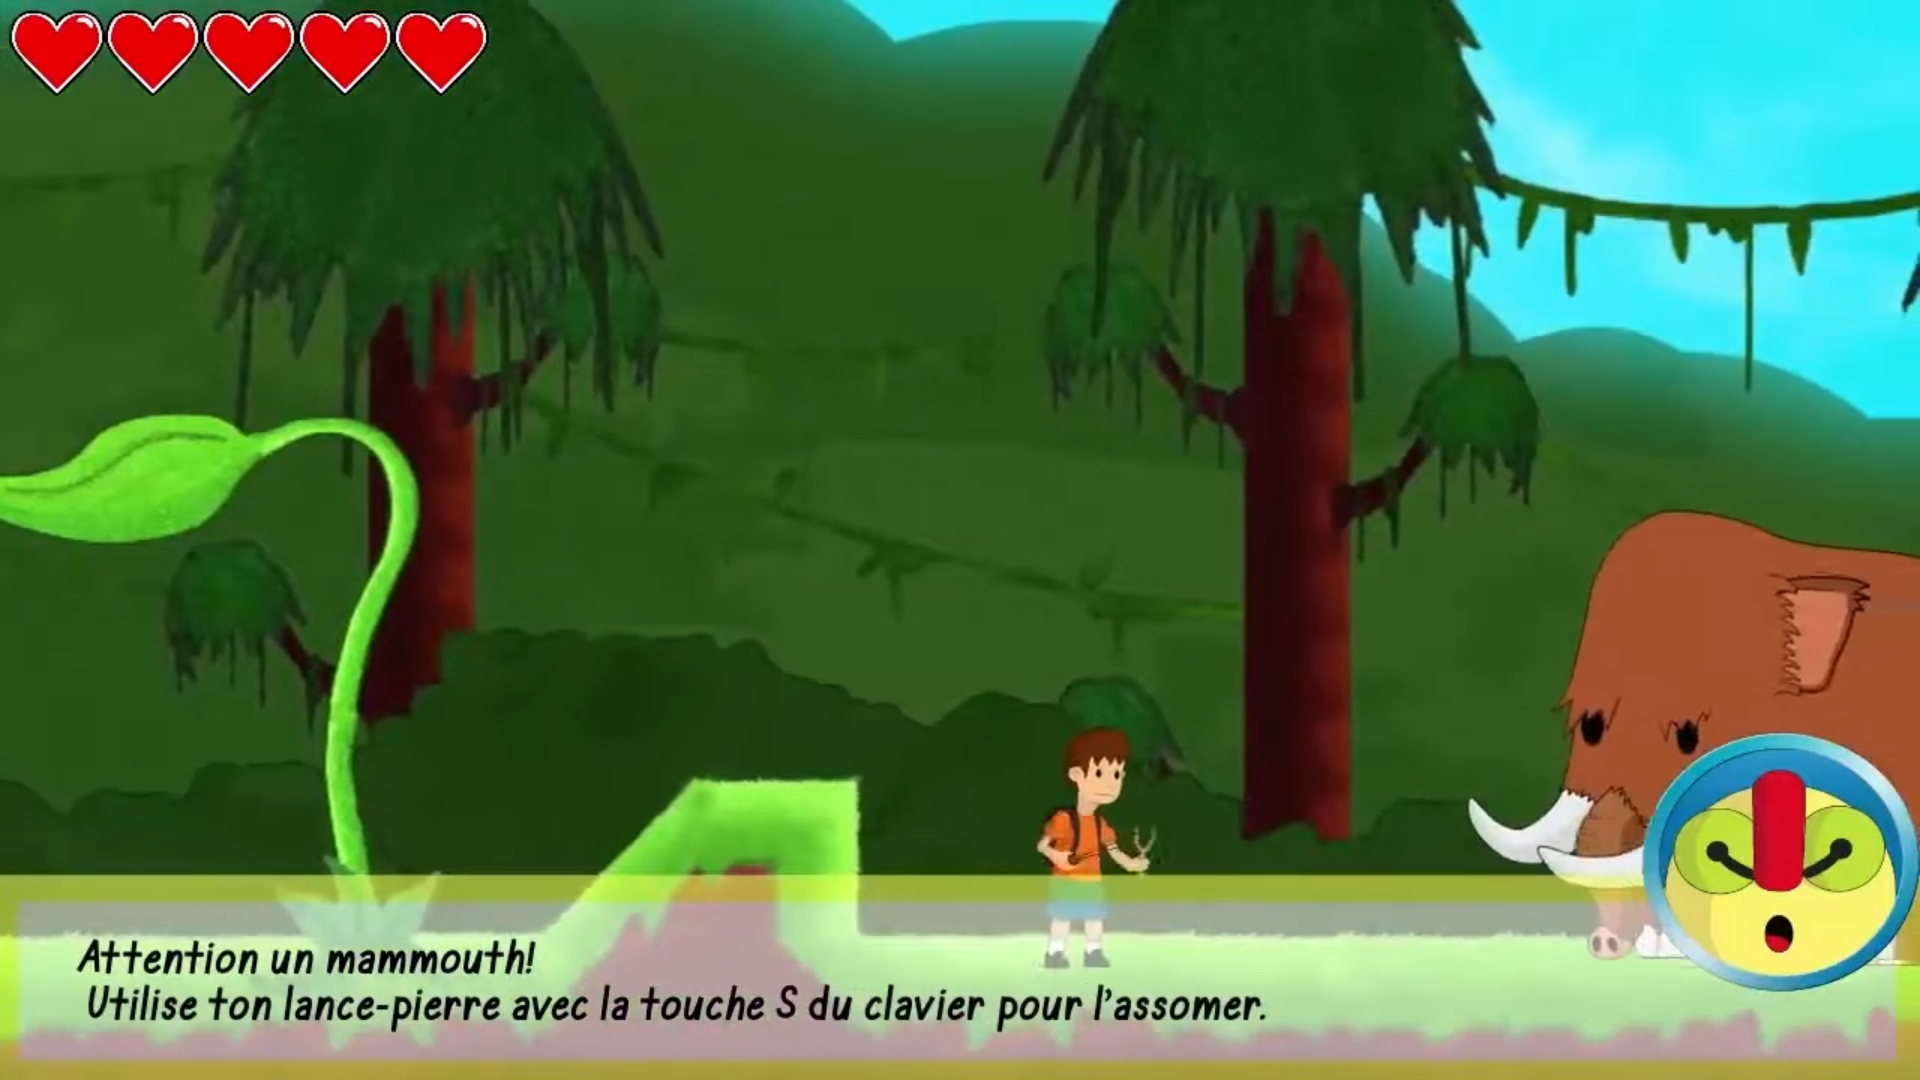 Attention un mammouth!
Utilise ton lance-pierre avec la touche S du clavier pour l'assomer.